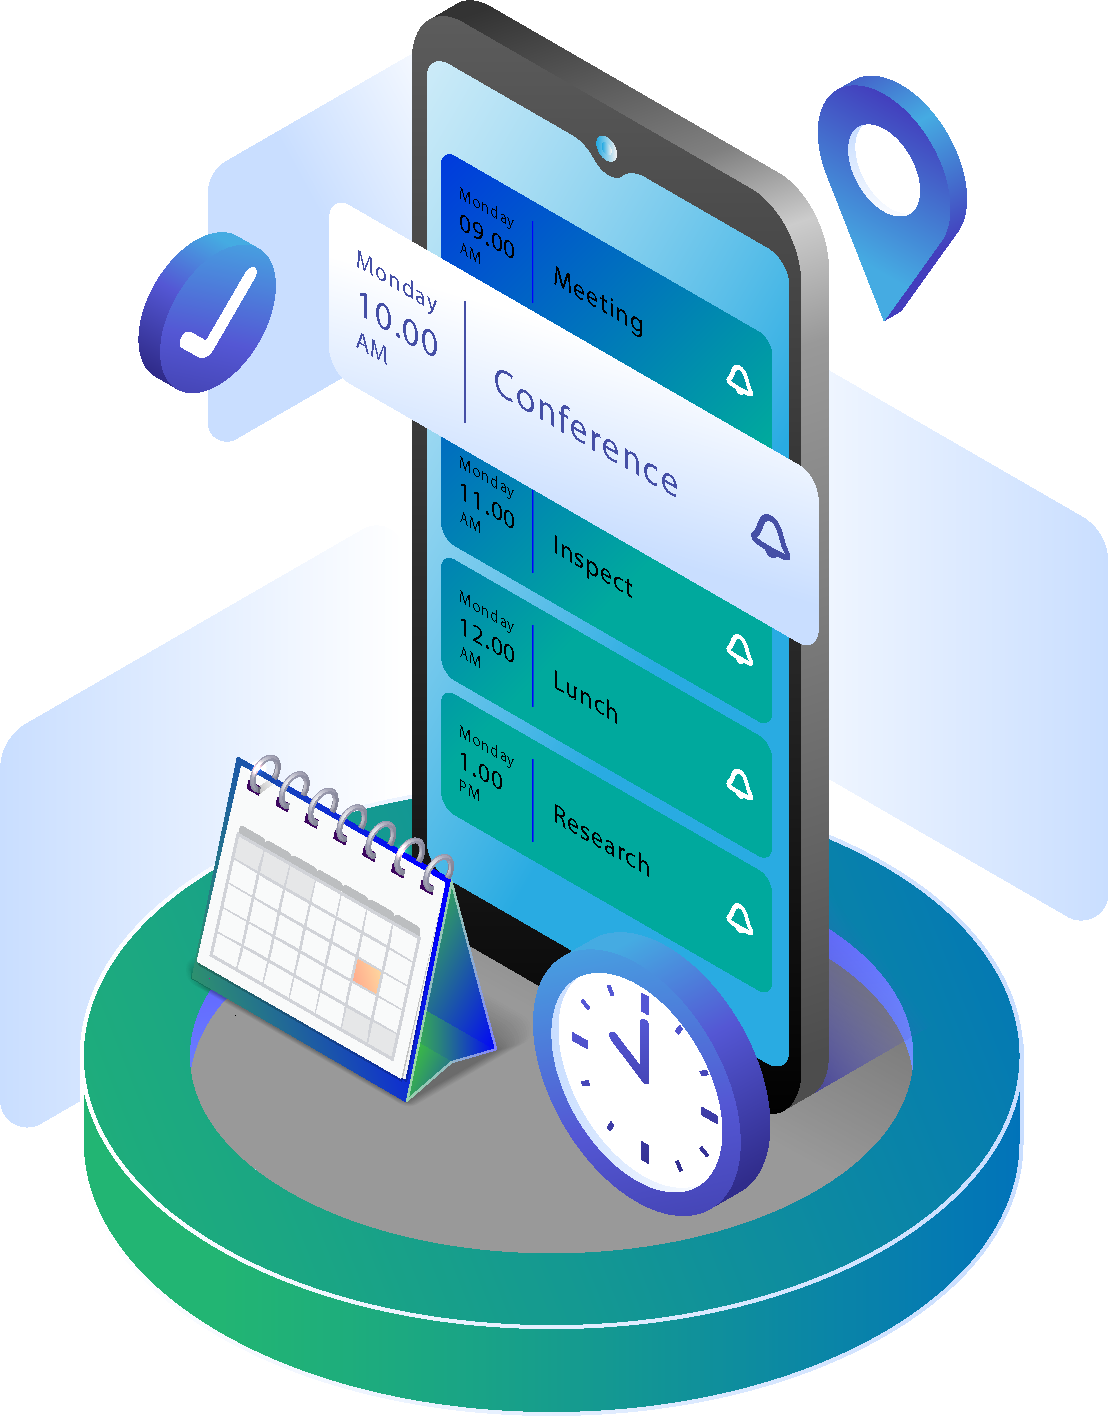 Monday
09.00
AM
Meeting
Monday
10.00
AM
Conference
Monday
11.00
AM
Inspect
Monday
12.00
AM
Lunch
Monday
1.00
PM
Research